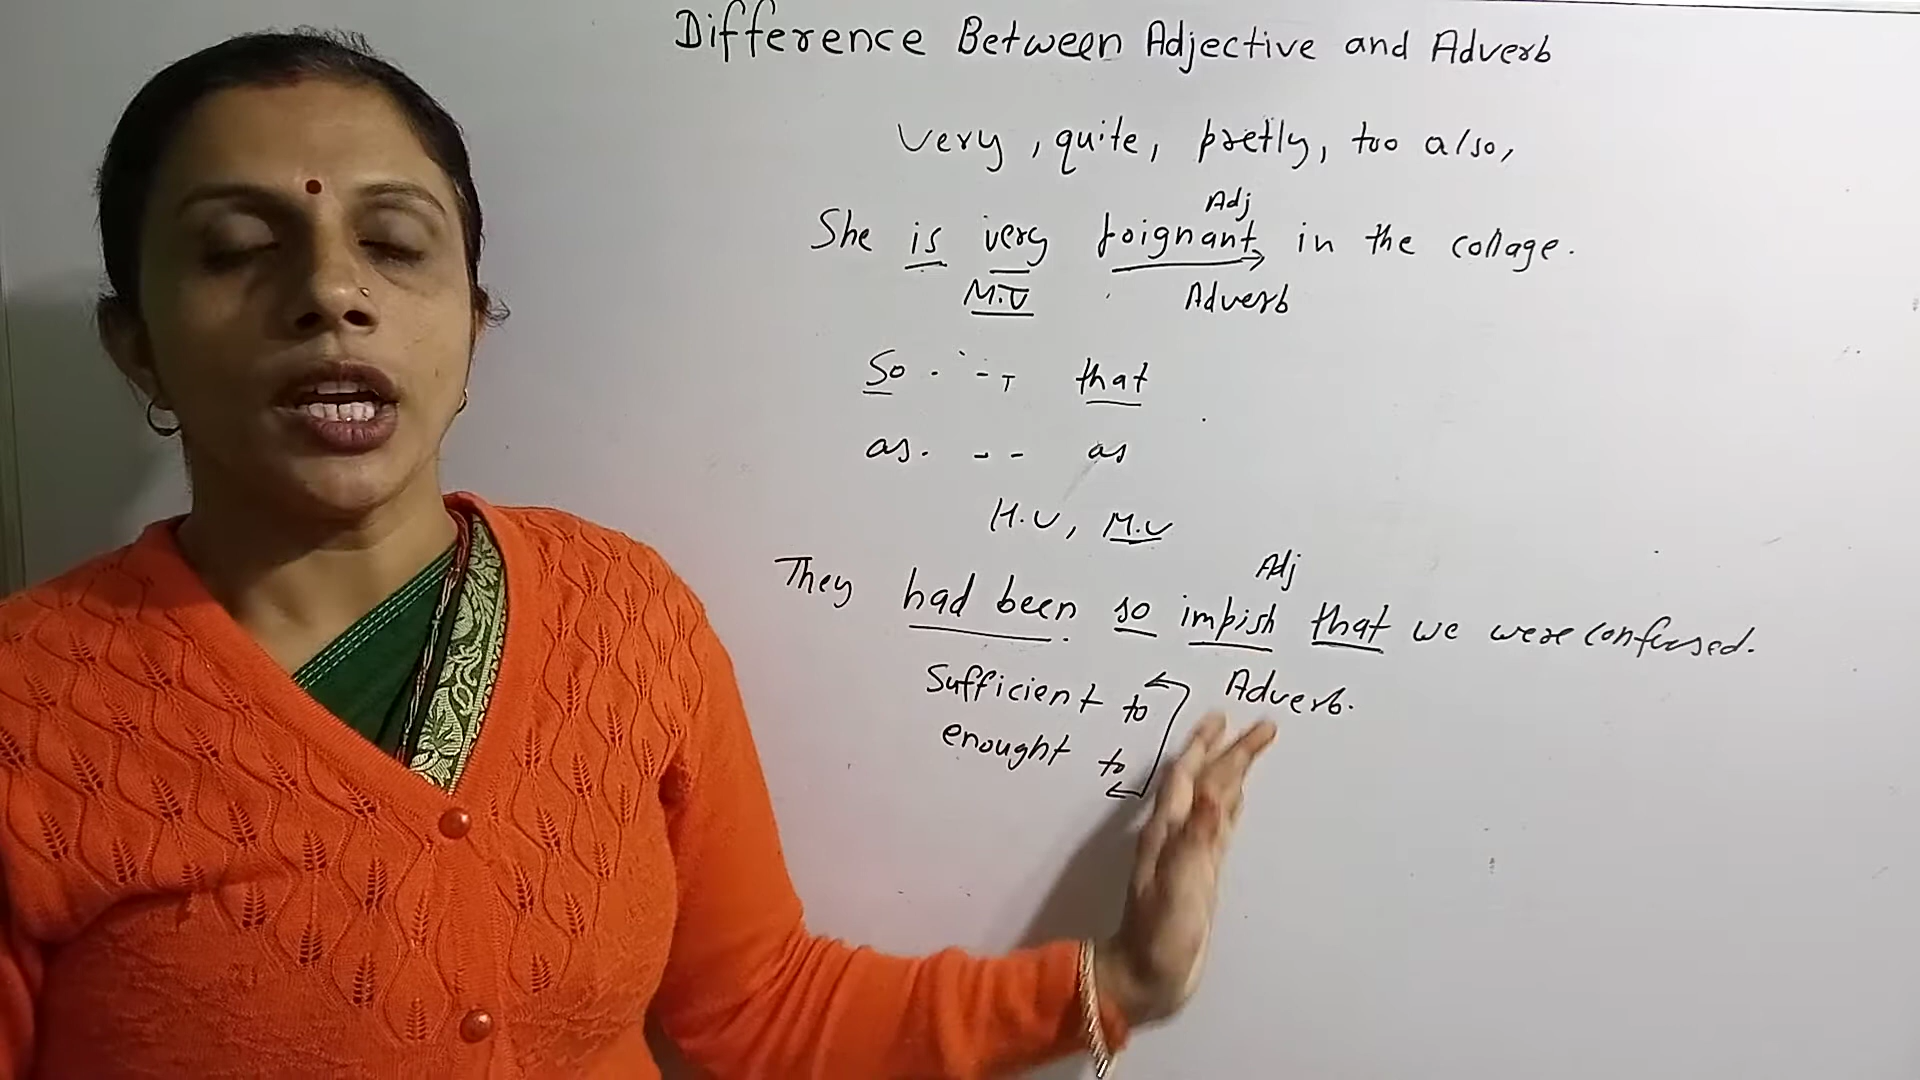 Difference Between Adjective and Adverb
Very, quite, pretly, too also,
Adj
She is very poignant in the collage.
M.V Adverb
So - - - that
as. - - as
H.V, M.V
Adj
They had been so impish that we were confused.
Sufficient to Adverb.
enought to